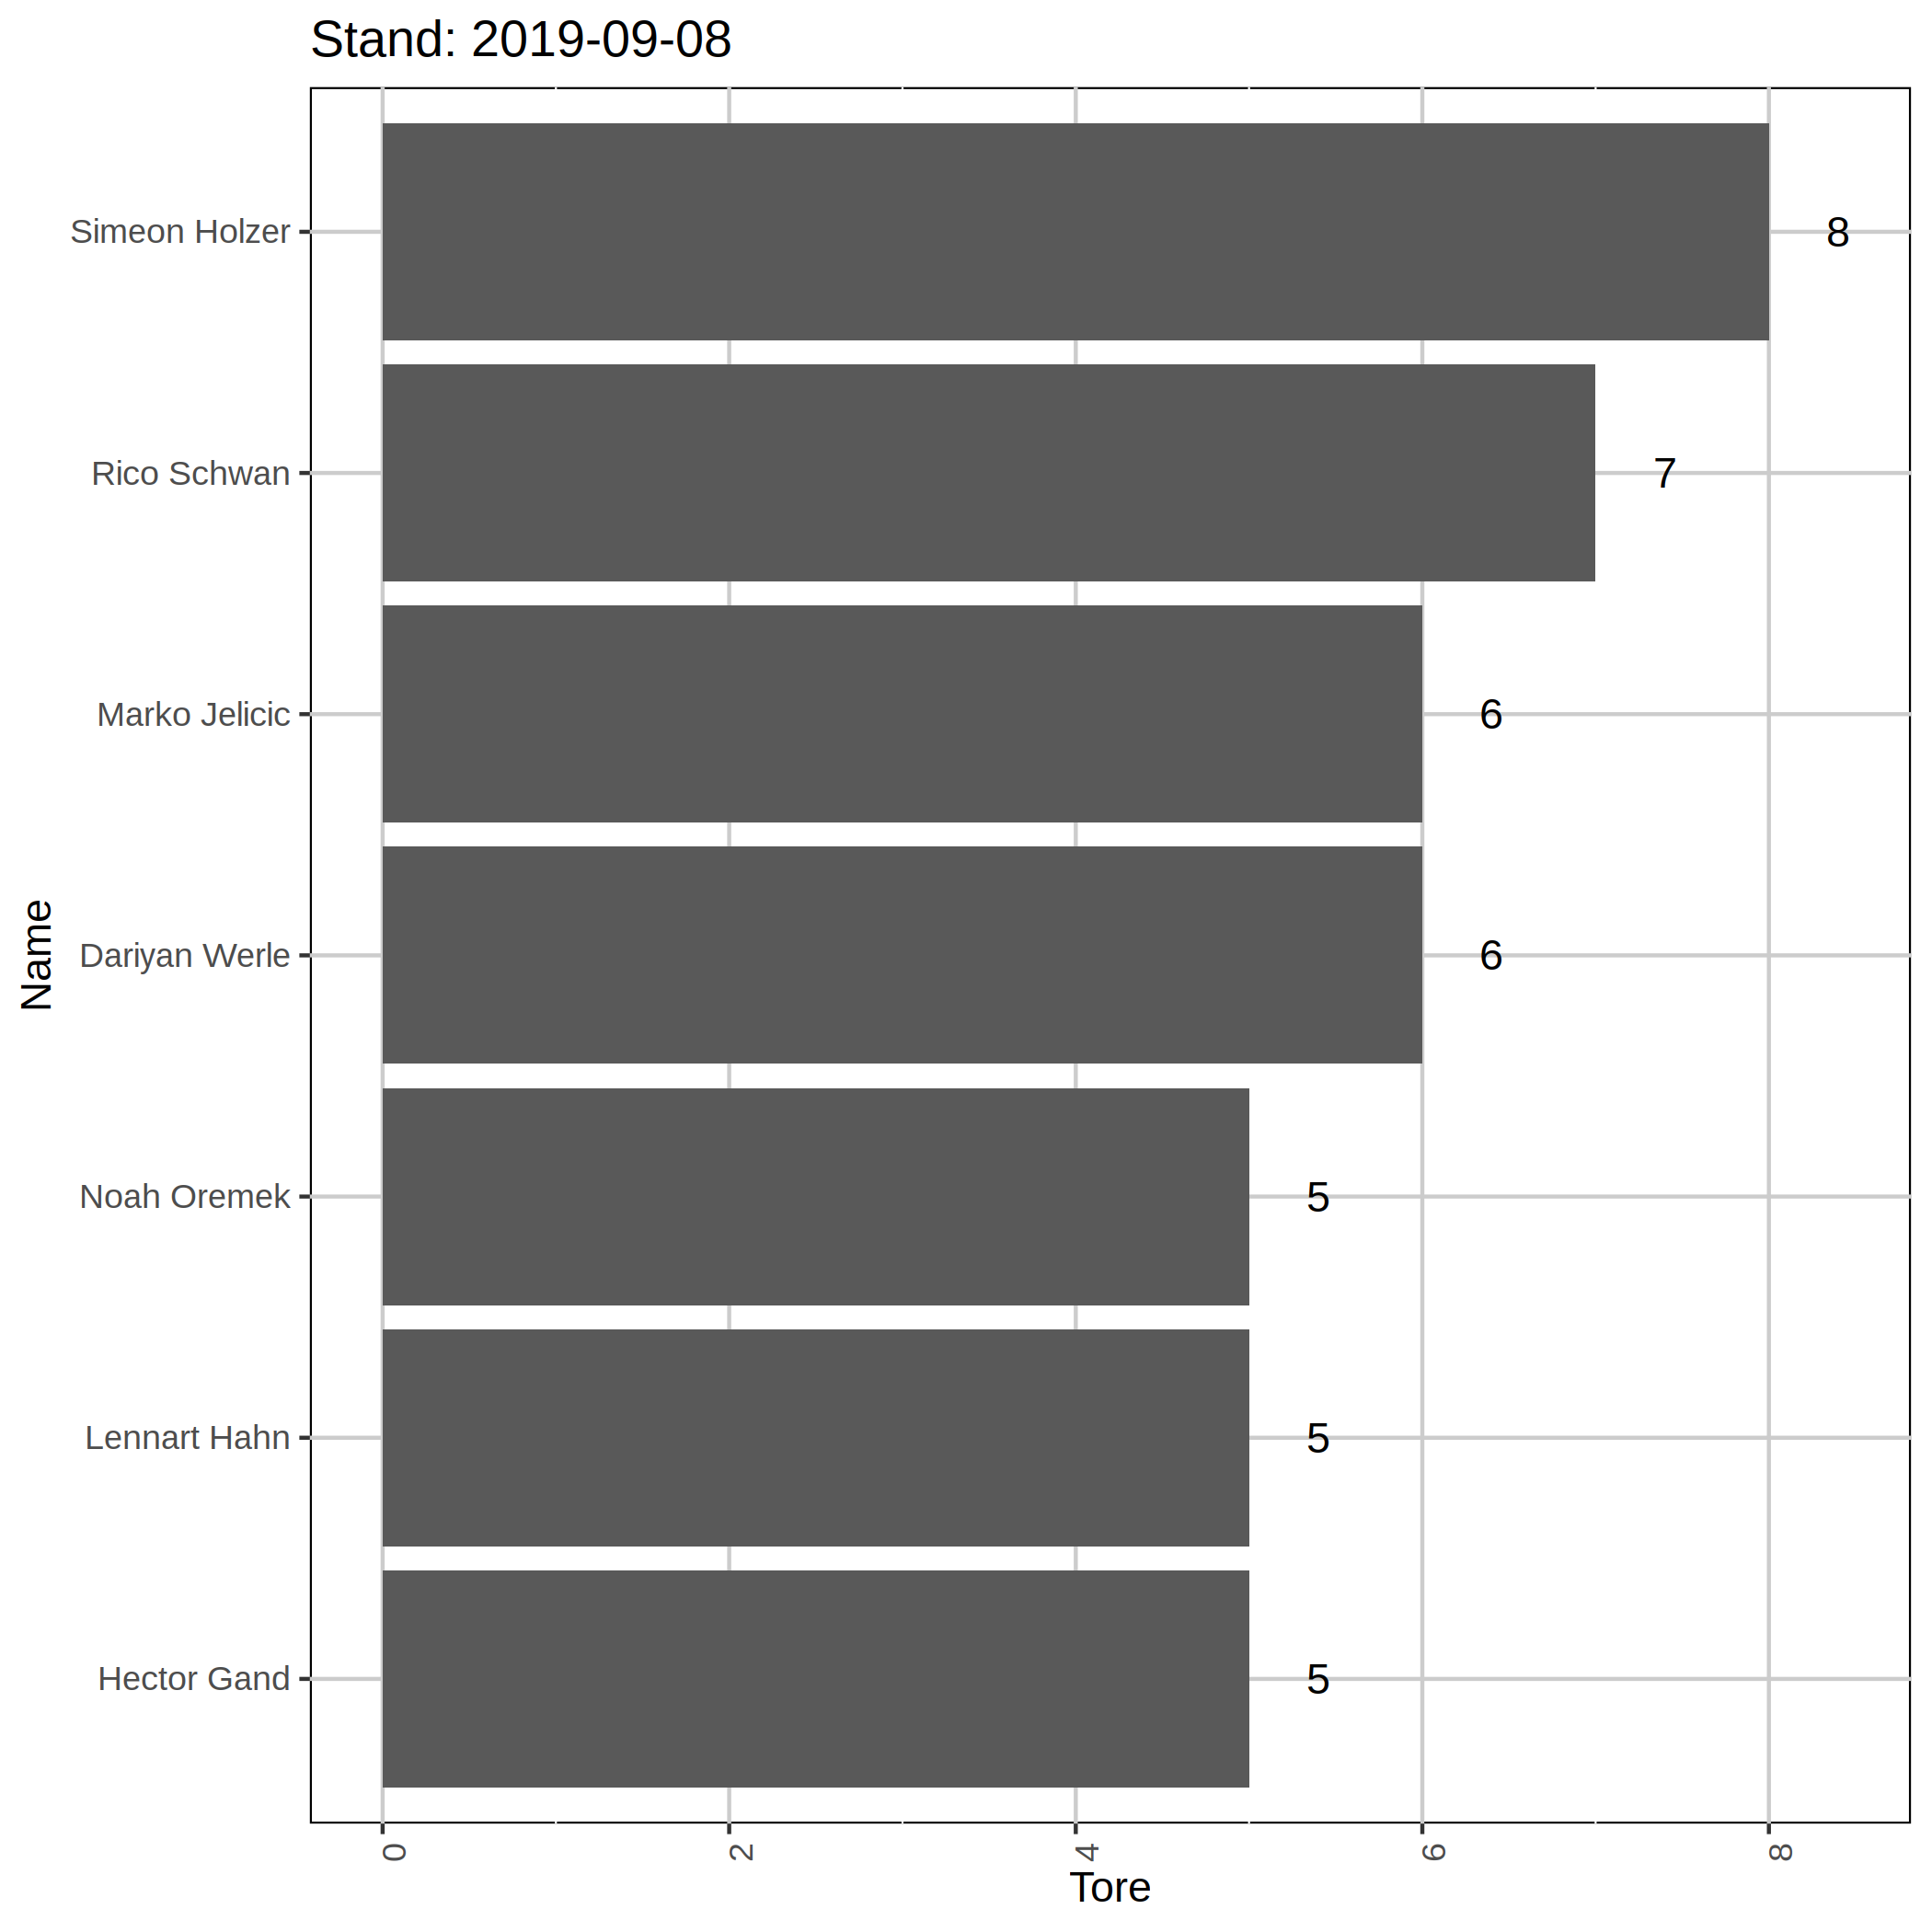 Stand: 2019-09-08
Simeon Holzer 8
Rico Schwan 7
Marko Jelicic 6
Dariyan Werle 6
Noah Oremek 5
Lennart Hahn 5
Hector Gand 5
Name
0 2 4 6 8
Tore